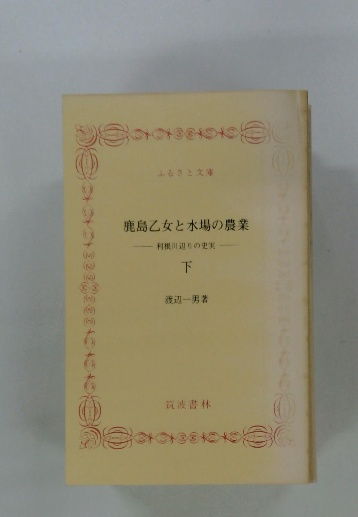 ふるさと文庫
鹿島乙女と水場の農業
―― 利根川辺りの史実 ――
下
渡辺一男著
筑波書林